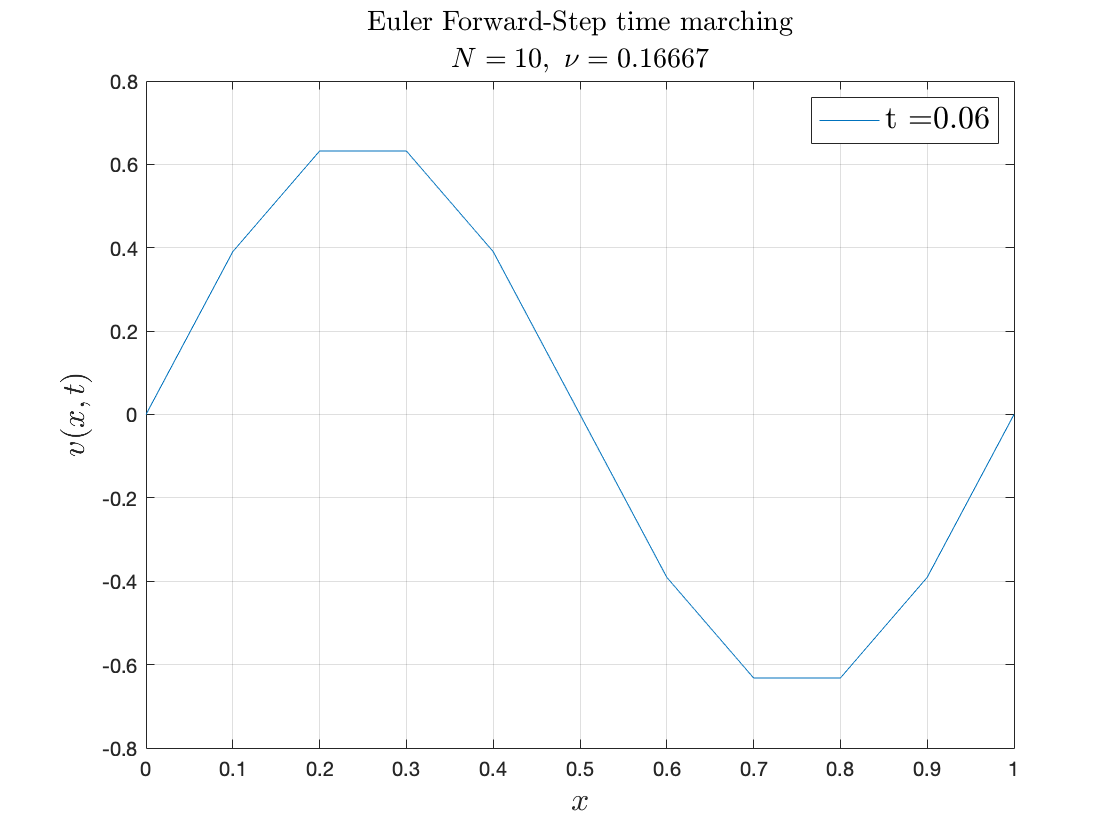 Euler Forward-Step time marching
N = 10, ν = 0.16667
t =0.06
0.8
0.6
0.4
0.2
0
-0.2
-0.4
-0.6
-0.8
v(x, t)
0 0.1 0.2 0.3 0.4 0.5 0.6 0.7 0.8 0.9 1
x